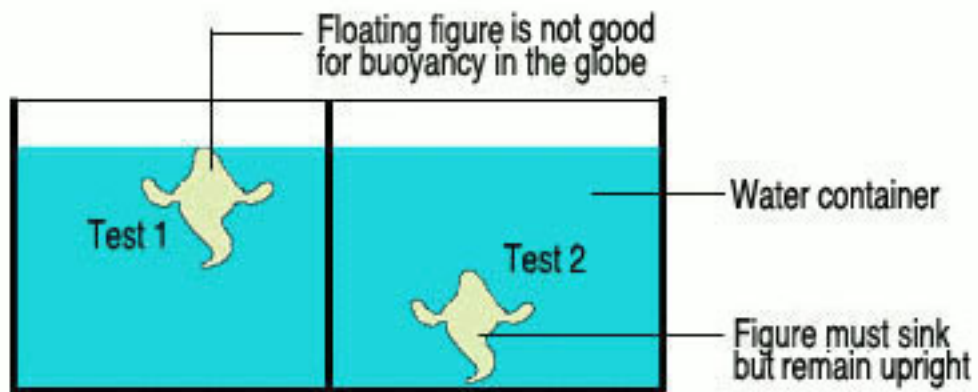 Floating figure is not good
for buoyancy in the globe
Test 1
Test 2
Water container
Figure must sink
but remain upright